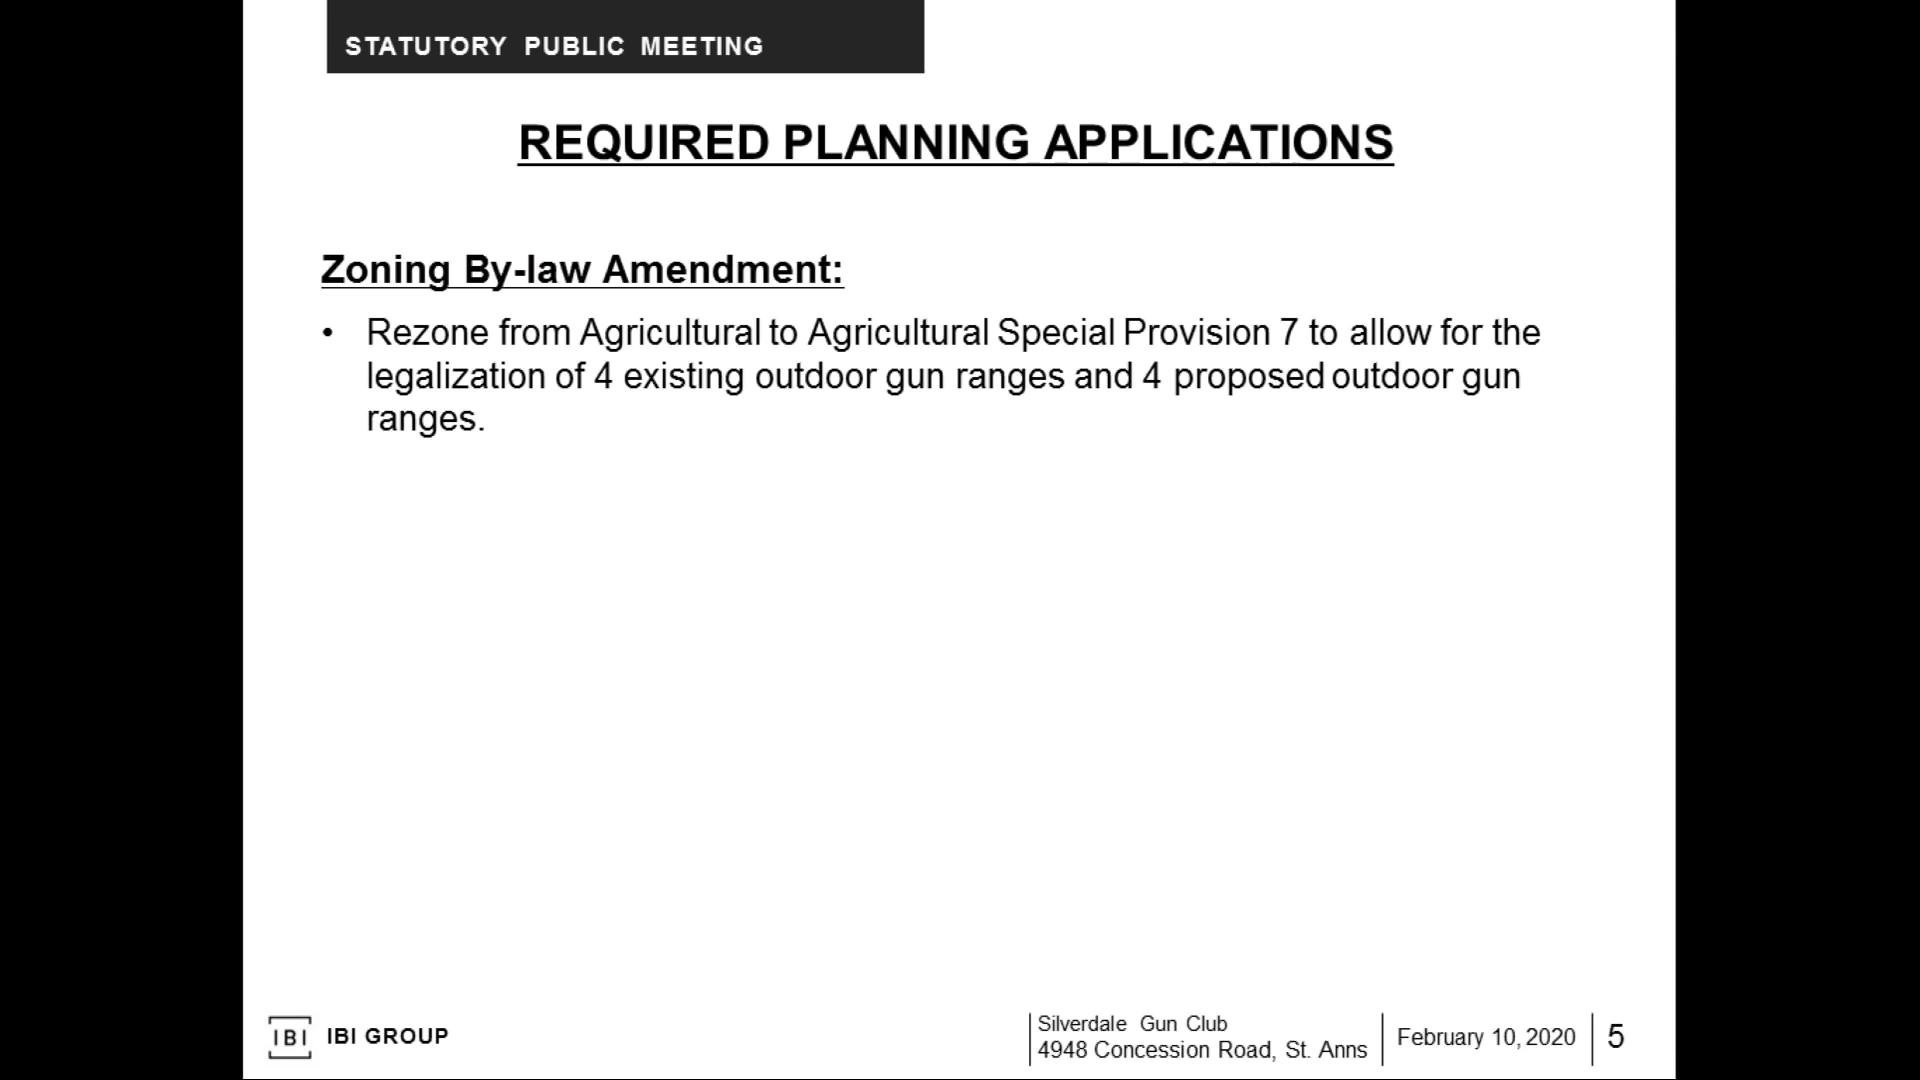 STATUTORY PUBLIC MEETING
REQUIRED PLANNING APPLICATIONS
Zoning By-law Amendment:
• Rezone from Agricultural to Agricultural Special Provision 7 to allow for the
legalization of 4 existing outdoor gun ranges and 4 proposed outdoor gun
ranges.
IBI IBI GROUP
Silverdale Gun Club
4948 Concession Road, St. Anns
February 10, 2020
5